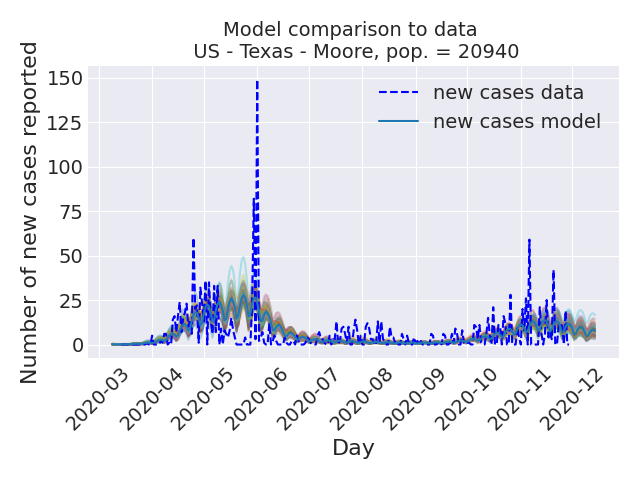 Model comparison to data
US - Texas - Moore, pop. = 20940
Number of new cases reported
150
125
100
75
50
25
0
new cases data
new cases model
2020-03
2020-04
2020-05
2020-06
2020-07
2020-08
2020-09
2020-10
2020-11
2020-12
Day